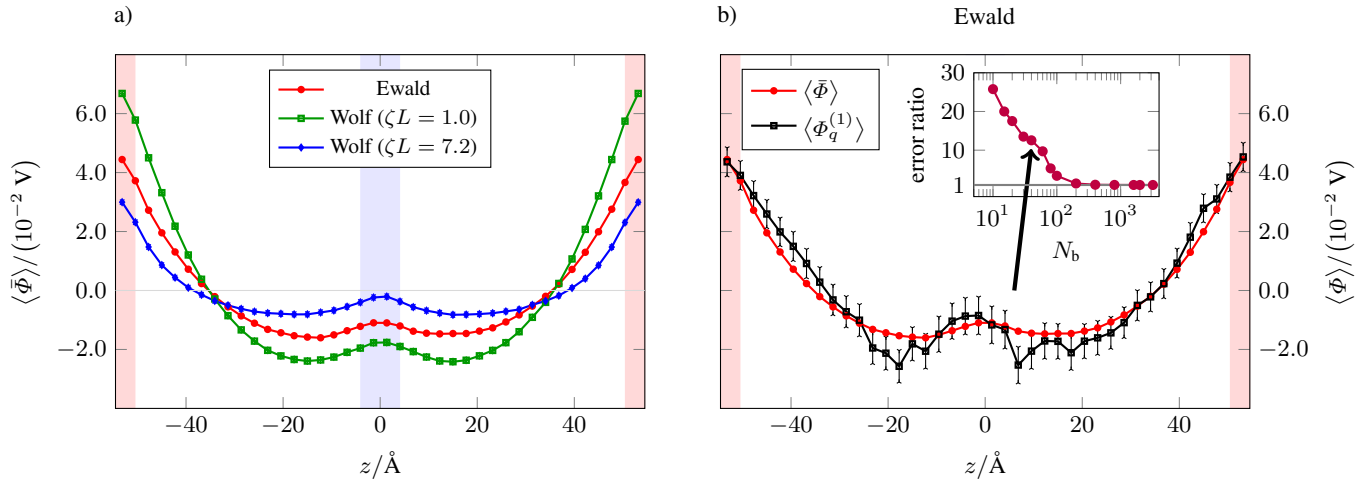 a)
−40
−20
0
20
40
−2.0
0.0
2.0
4.0
6.0
z/Å
⟨Φ̄⟩/(10⁻² V)
Ewald
Wolf (ζL = 1.0)
Wolf (ζL = 7.2)
b)
Ewald
−40
−20
0
20
40
−2.0
0.0
2.0
4.0
6.0
z/Å
⟨Φ⟩/(10⁻² V)
⟨Φ̄⟩
⟨Φ_q^(1)⟩
10¹
10²
10³
1
10
20
30
N_b
error ratio